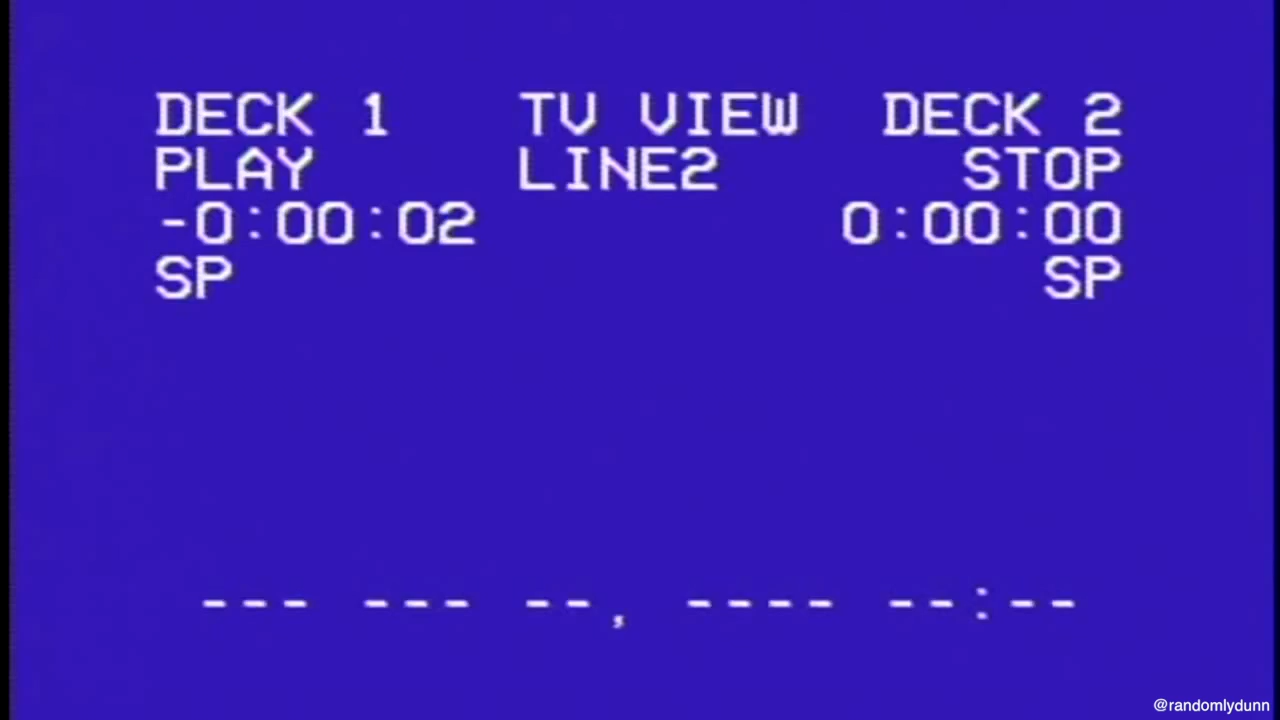 DECK 1 TV VIEW DECK 2
PLAY LINE2 STOP
-0:00:02 0:00:00
SP SP
--- --- --, ---- --:--
@randomlydunn